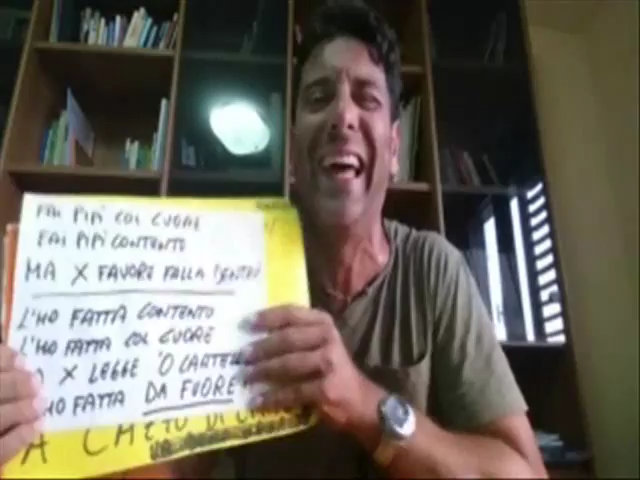 FAI PIPÌ COL CUORE
FAI PIPÌ CONTENTO
MA X FAVORE FALLA DENTRO
L'HO FATTA CONTENTO
L'HO FATTA COL CUORE
X LEGGE 'O CARTELL
HO FATTA DA FUORE
A